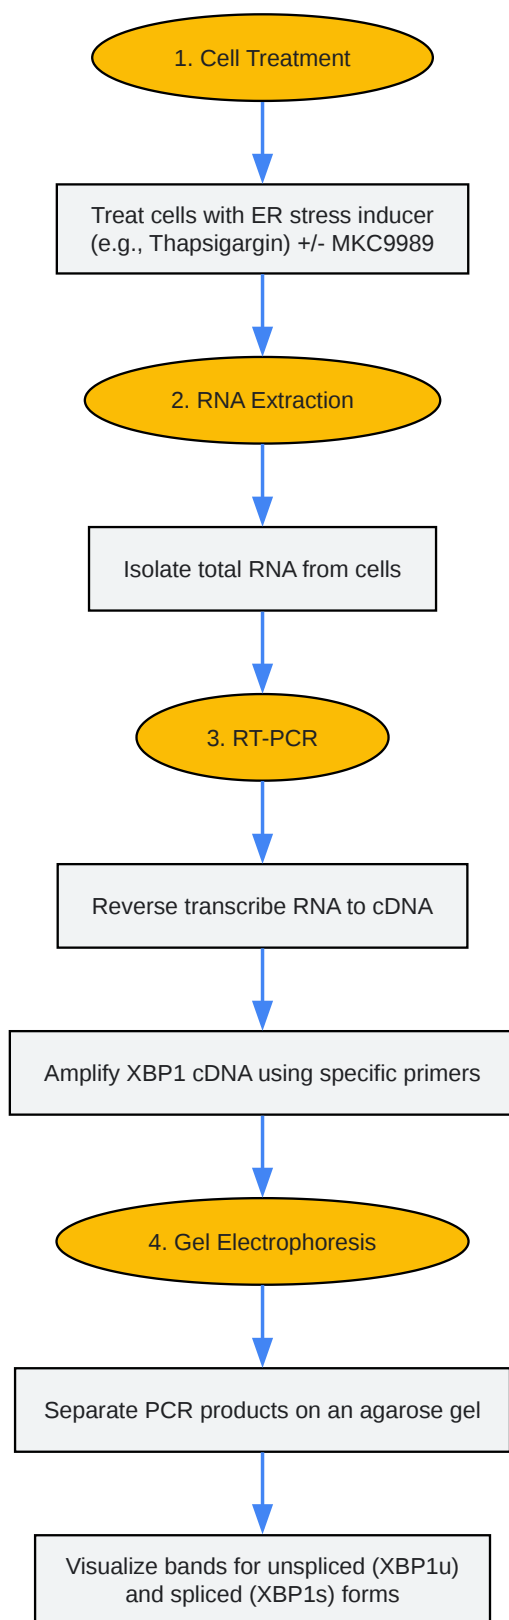 1. Cell Treatment
Treat cells with ER stress inducer
(e.g., Thapsigargin) +/- MKC9989
2. RNA Extraction
Isolate total RNA from cells
3. RT-PCR
Reverse transcribe RNA to cDNA
Amplify XBP1 cDNA using specific primers
4. Gel Electrophoresis
Separate PCR products on an agarose gel
Visualize bands for unspliced (XBP1u)
and spliced (XBP1s) forms